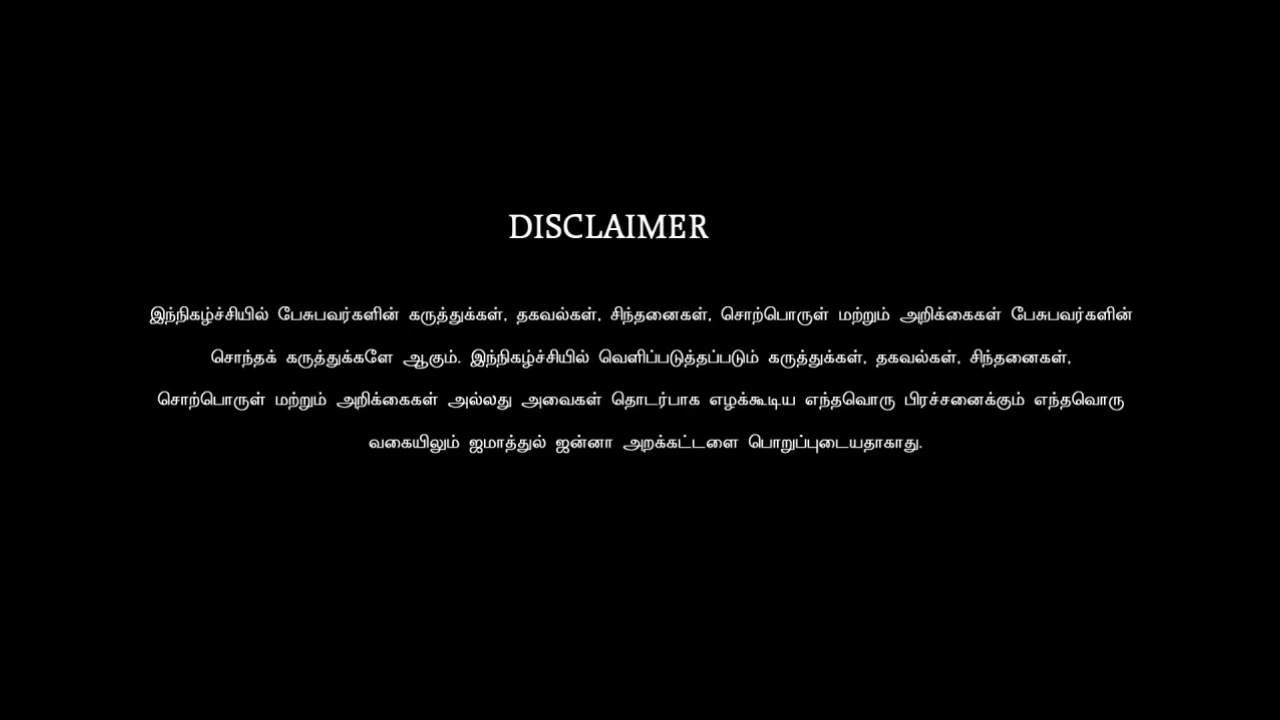 DISCLAIMER
இந்நிகழ்ச்சியில் பேசுபவர்களின் கருத்துக்கள், தகவல்கள், சிந்தனைகள், சொற்பொருள் மற்றும் அறிக்கைகள் பேசுபவர்களின்
சொந்தக் கருத்துக்களே ஆகும். இந்நிகழ்ச்சியில் வெளிப்படுத்தப்படும் கருத்துக்கள், தகவல்கள், சிந்தனைகள்,
சொற்பொருள் மற்றும் அறிக்கைகள் அல்லது அவைகள் தொடர்பாக எழக்கூடிய எந்தவொரு பிரச்சனைக்கும் எந்தவொரு
வகையிலும் ஜமாத்துல் ஜன்னா அறக்கட்டளை பொறுப்புடையதாகாது.